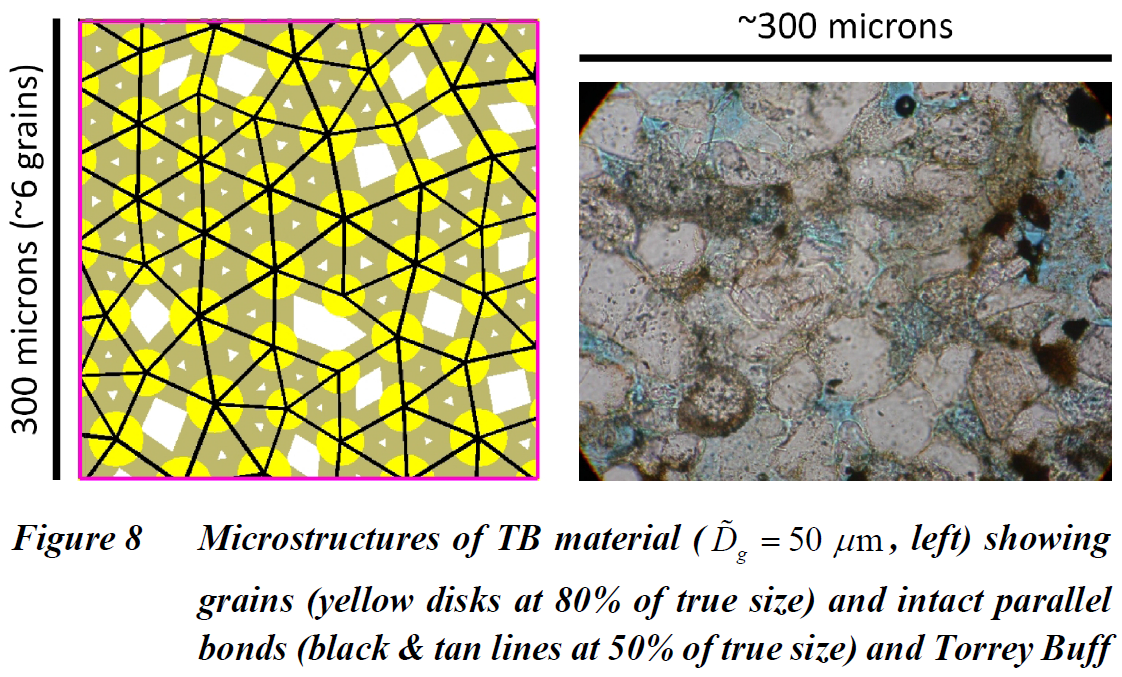 ~300 microns
300 microns (~6 grains)
Figure 8 Microstructures of TB material ( D̃g = 50 μm, left) showing
grains (yellow disks at 80% of true size) and intact parallel
bonds (black & tan lines at 50% of true size) and Torrey Buff